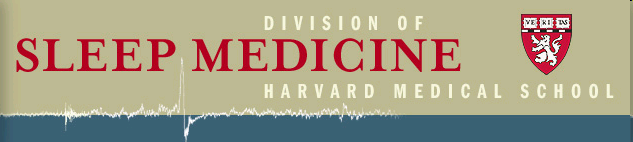 DIVISION OF
SLEEP MEDICINE
HARVARD MEDICAL SCHOOL
VE RI TAS